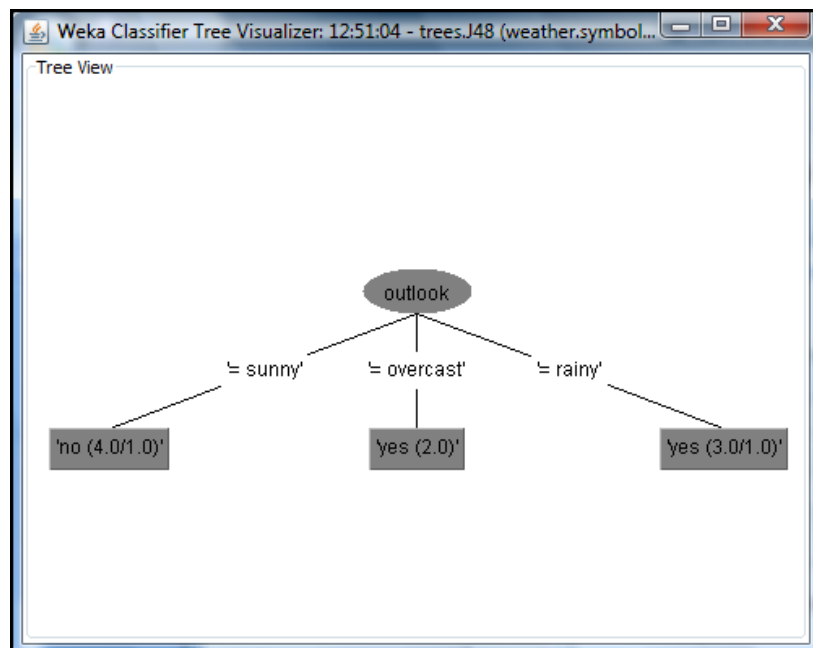 Weka Classifier Tree Visualizer: 12:51:04 - trees.J48 (weather.symbol...
Tree View
outlook
'= sunny' '= overcast' '= rainy'
'no (4.0/1.0)' 'yes (2.0)' 'yes (3.0/1.0)'